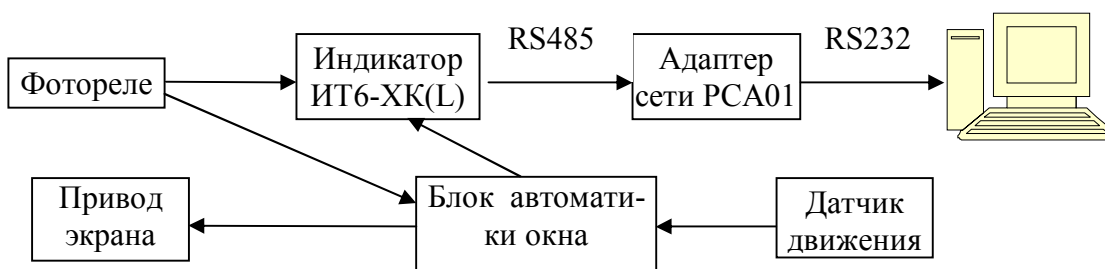 RS485
RS232
Фотореле
Индикатор
ИТ6-ХК(L)
Адаптер
сети РСА01
Привод
экрана
Блок автомати-
ки окна
Датчик
движения